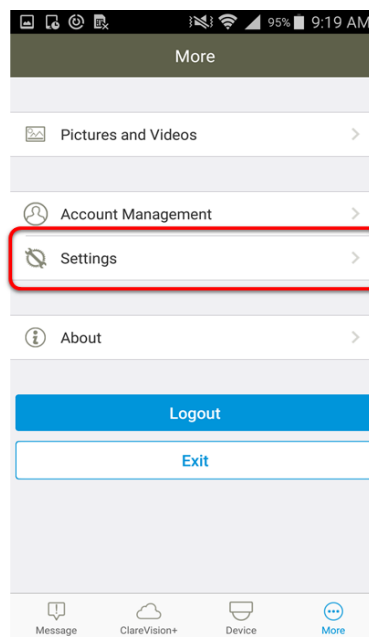 95% 9:19 AM
More
Pictures and Videos
Account Management
Settings
About
Logout
Exit
Message ClareVision+ Device More